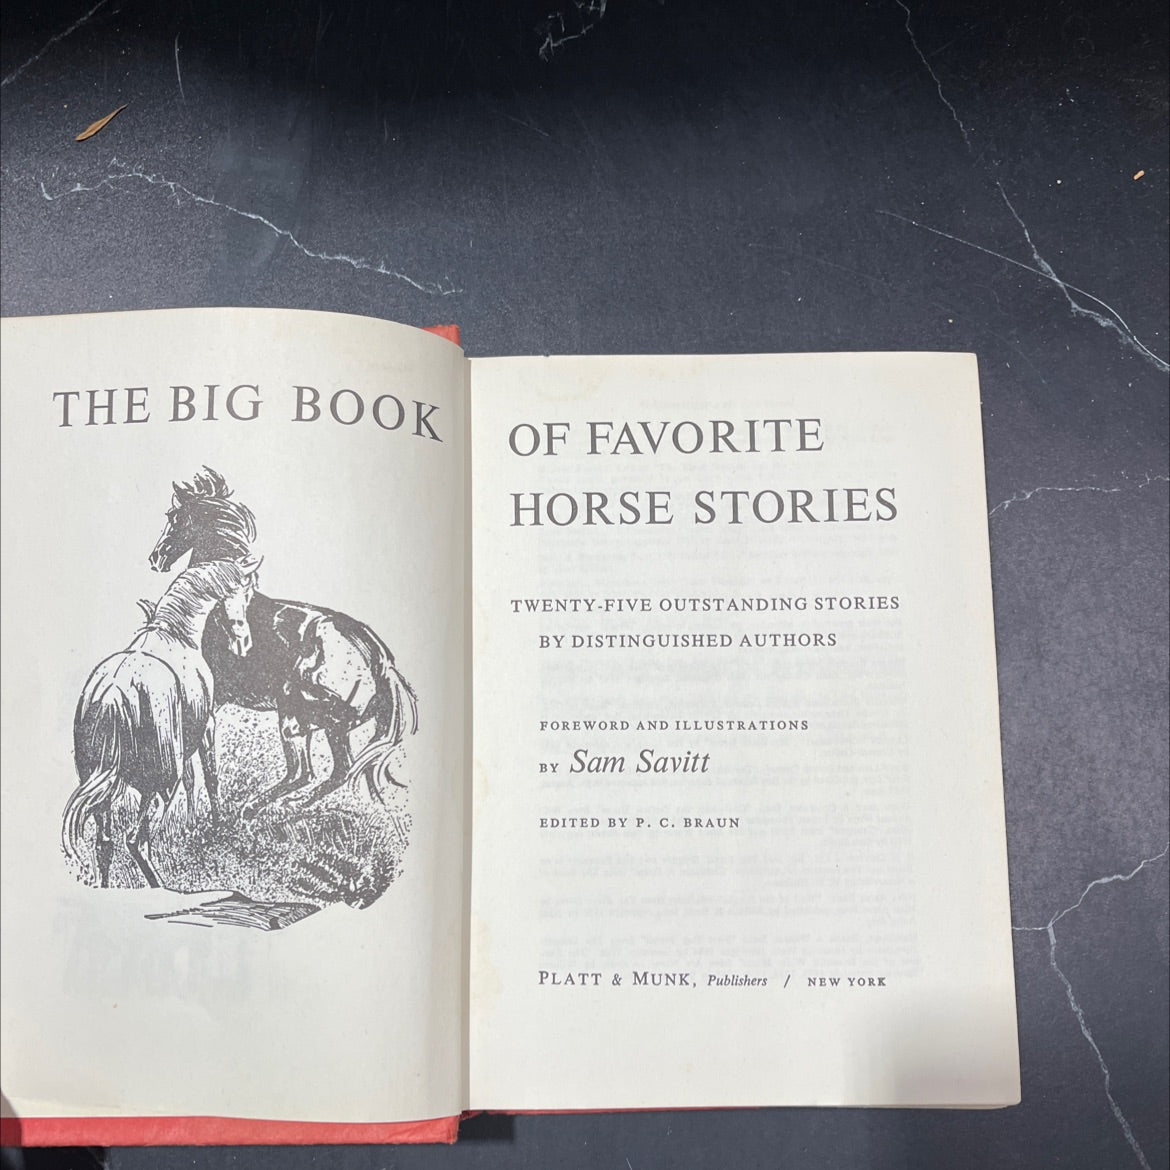 THE BIG BOOK
OF FAVORITE
HORSE STORIES
TWENTY-FIVE OUTSTANDING STORIES
BY DISTINGUISHED AUTHORS
FOREWORD AND ILLUSTRATIONS
BY Sam Savitt
EDITED BY P. C. BRAUN
PLATT & MUNK, Publishers / NEW YORK